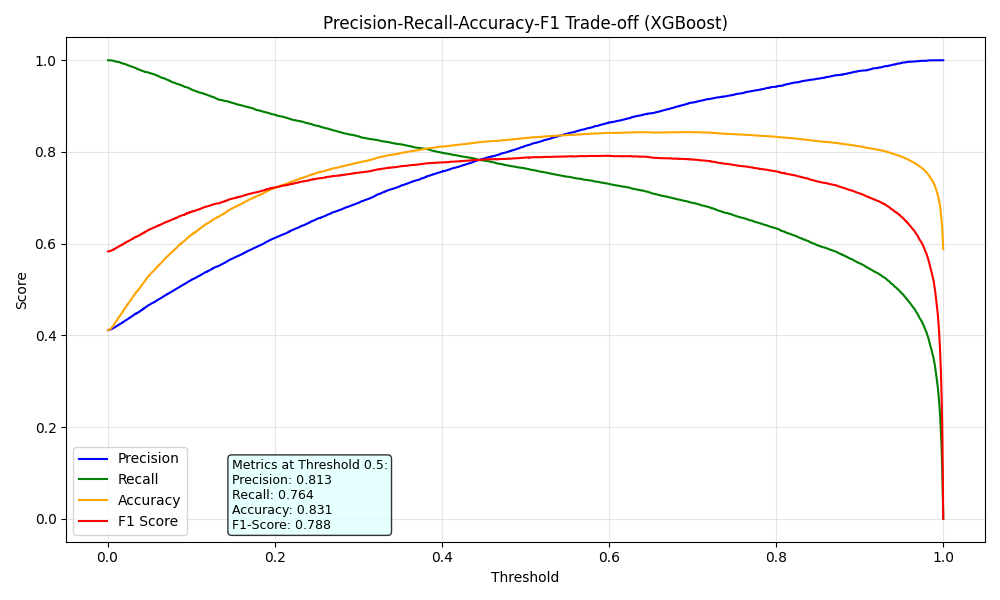 Precision-Recall-Accuracy-F1 Trade-off (XGBoost)
Score
1.0
0.8
0.6
0.4
0.2
0.0
Precision
Recall
Accuracy
F1 Score
Metrics at Threshold 0.5:
Precision: 0.813
Recall: 0.764
Accuracy: 0.831
F1-Score: 0.788
0.0 0.2 0.4 0.6 0.8 1.0
Threshold